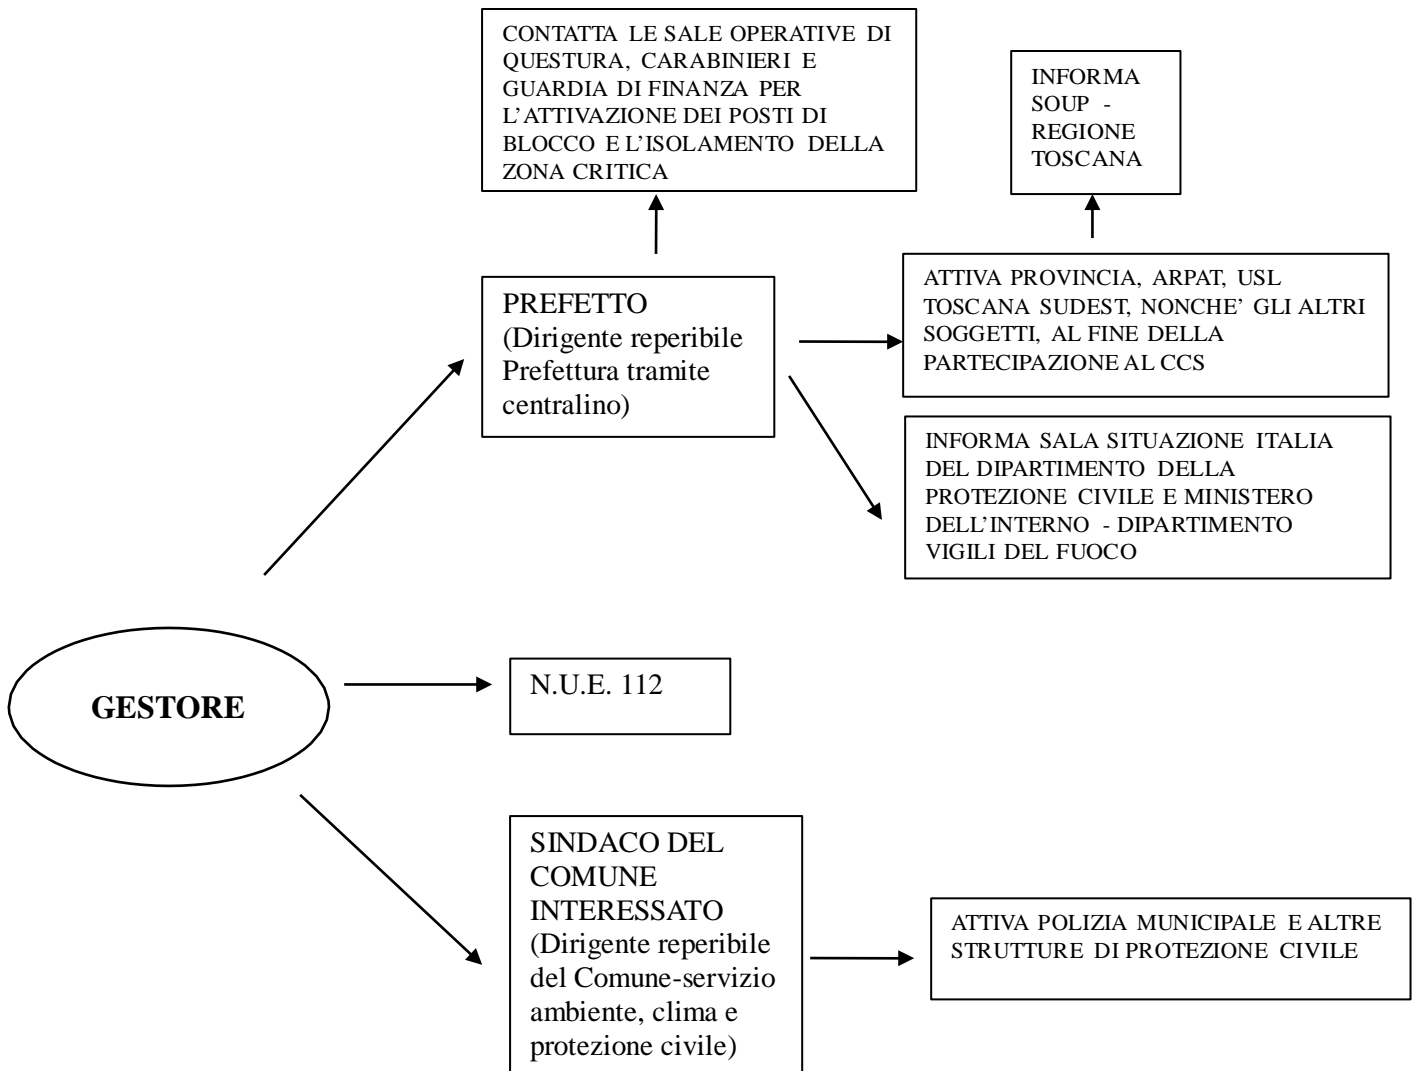 CONTATTA LE SALE OPERATIVE DI
QUESTURA, CARABINIERI E
GUARDIA DI FINANZA PER
L'ATTIVAZIONE DEI POSTI DI
BLOCCO E L'ISOLAMENTO DELLA
ZONA CRITICA
INFORMA
SOUP -
REGIONE
TOSCANA
PREFETTO
(Dirigente reperibile
Prefettura tramite
centralino)
ATTIVA PROVINCIA, ARPAT, USL
TOSCANA SUDEST, NONCHE' GLI ALTRI
SOGGETTI, AL FINE DELLA
PARTECIPAZIONE AL CCS
INFORMA SALA SITUAZIONE ITALIA
DEL DIPARTIMENTO DELLA
PROTEZIONE CIVILE E MINISTERO
DELL'INTERNO - DIPARTIMENTO
VIGILI DEL FUOCO
GESTORE
N.U.E. 112
SINDACO DEL
COMUNE
INTERESSATO
(Dirigente reperibile
del Comune-servizio
ambiente, clima e
protezione civile)
ATTIVA POLIZIA MUNICIPALE E ALTRE
STRUTTURE DI PROTEZIONE CIVILE